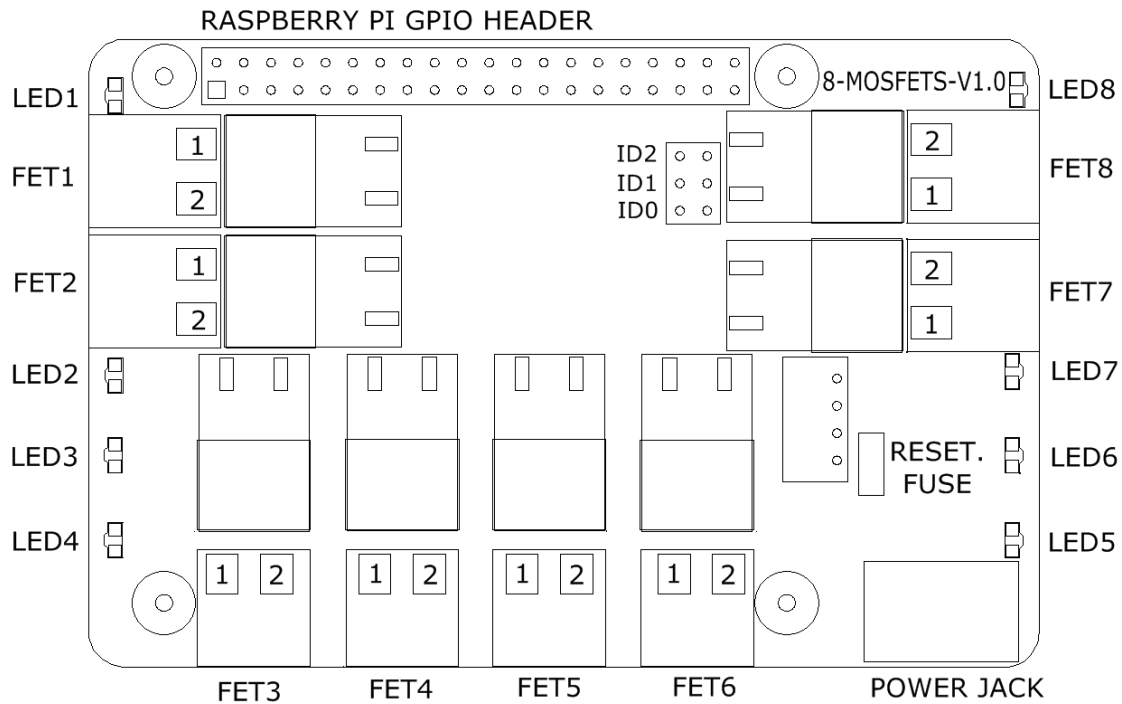 RASPBERRY PI GPIO HEADER
LED1
8-MOSFETS-V1.0
LED8
FET1
1
2
ID2
ID1
ID0
2
1
FET8
FET2
1
2
2
1
FET7
LED2
LED7
LED3
RESET.
FUSE
LED6
LED4
LED5
1 2
1 2
1 2
1 2
FET3
FET4
FET5
FET6
POWER JACK